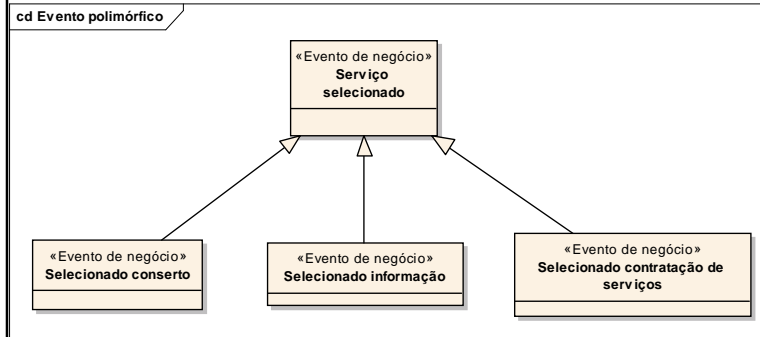 cd Evento polimórfico
«Evento de negócio»
Serviço
selecionado
«Evento de negócio»
Selecionado conserto
«Evento de negócio»
Selecionado informação
«Evento de negócio»
Selecionado contratação de
serviços